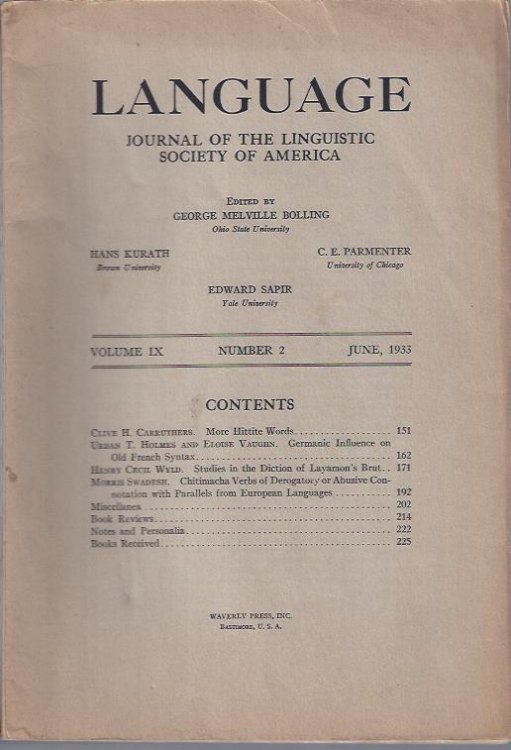 LANGUAGE
JOURNAL OF THE LINGUISTIC
SOCIETY OF AMERICA
EDITED BY
GEORGE MELVILLE BOLLING
Ohio State University
HANS KURATH C. E. PARMENTER
Brown University University of Chicago
EDWARD SAPIR
Yale University
VOLUME IX NUMBER 2 JUNE, 1933
CONTENTS
CLIVE H. CARRUTHERS. More Hittite Words.................... 151
URBAN T. HOLMES AND ELOISE VAUGHN. Germanic Influence on
Old French Syntax.................... 162
HENRY CECIL WYLD. Studies in the Diction of Layamon's Brut.. 171
MORRIS SWADESH. Chitimacha Verbs of Derogatory or Abusive Con-
notation with Parallels from European Languages.......... 192
Miscellanea.................... 202
Book Reviews.................... 214
Notes and Personalia.................... 222
Books Received.................... 225
WAVERLY PRESS, INC.
BALTIMORE, U. S. A.